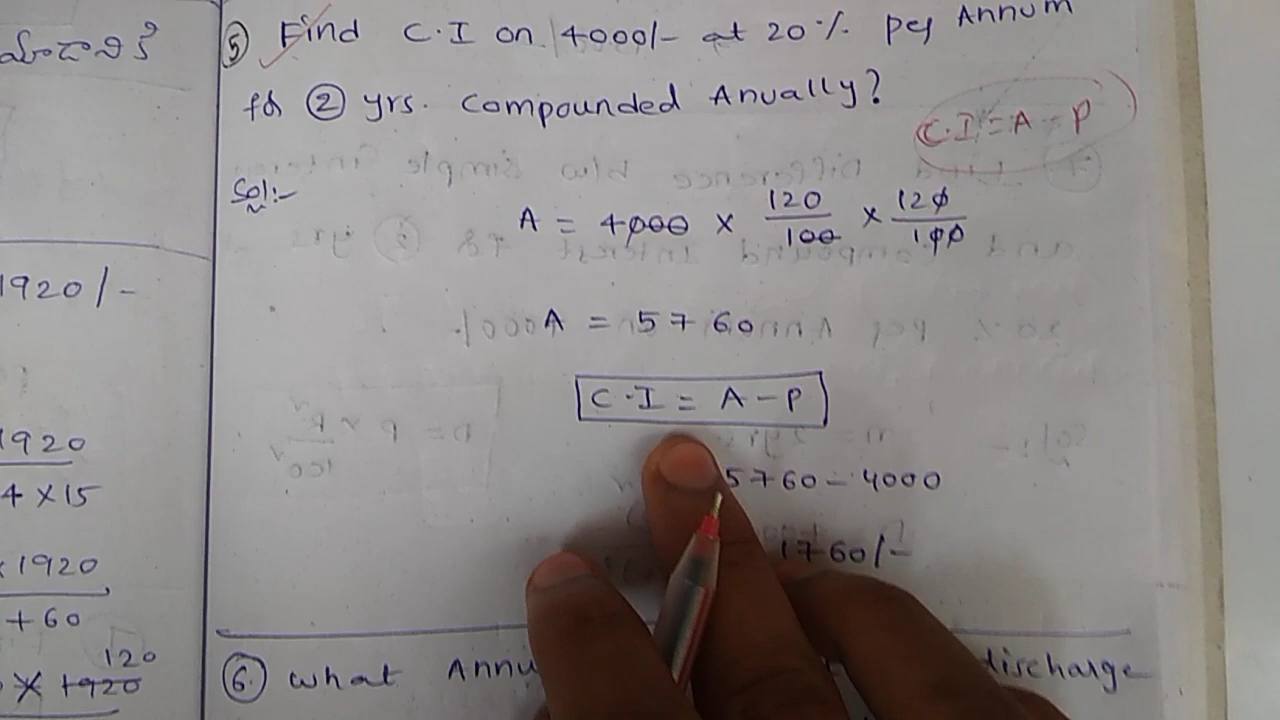 మాదానికే
1920/-
1920
4 × 15
× 1920
+ 60
120
× 1920
⑤ Find C.I on 4000/- at 20% per Annum
for ② yrs. compounded Anually?
C.I = A - P
Sol:-
A = 4000 × 120/100 × 120/100
A = 5760
C.I = A - P
5760 - 4000
1760/-
⑥ What Annu discharge